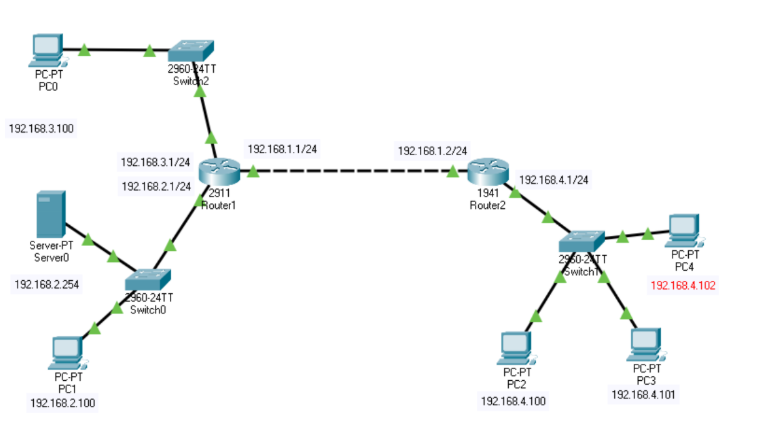 2960-24TT
Switch2
PC-PT
PC0
192.168.3.100
192.168.1.1/24
192.168.1.2/24
192.168.3.1/24
192.168.2.1/24
2911
Router1
1941
Router2
192.168.4.1/24
Server-PT
Server0
192.168.2.254
2960-24TT
Switch0
2960-24TT
Switch1
PC-PT
PC4
192.168.4.102
PC-PT
PC1
192.168.2.100
PC-PT
PC2
192.168.4.100
PC-PT
PC3
192.168.4.101